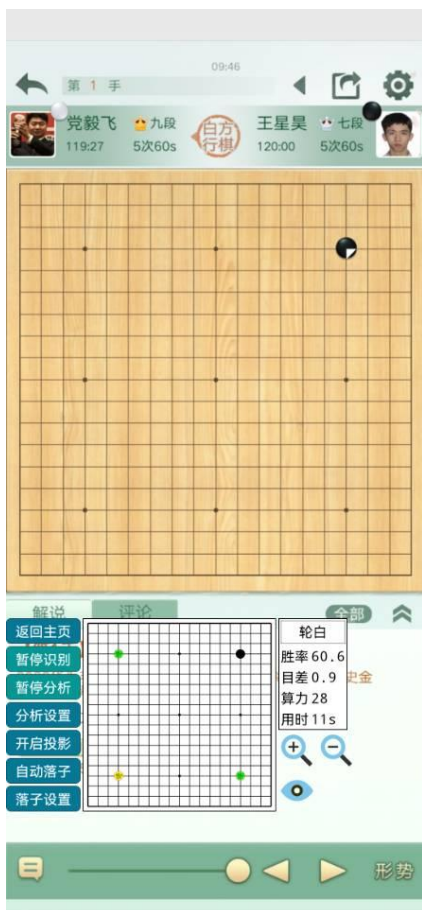 09:46
第 1 手
党毅飞 九段 白方 王星昊 七段
119:27 5次60s 行棋 120:00 5次60s
解说 评论 全部
返回主页 轮白
暂停识别 胜率60.6
暂停分析 目差0.9 史金
分析设置 算力28
开启投影 用时11s
自动落子
落子设置
形势